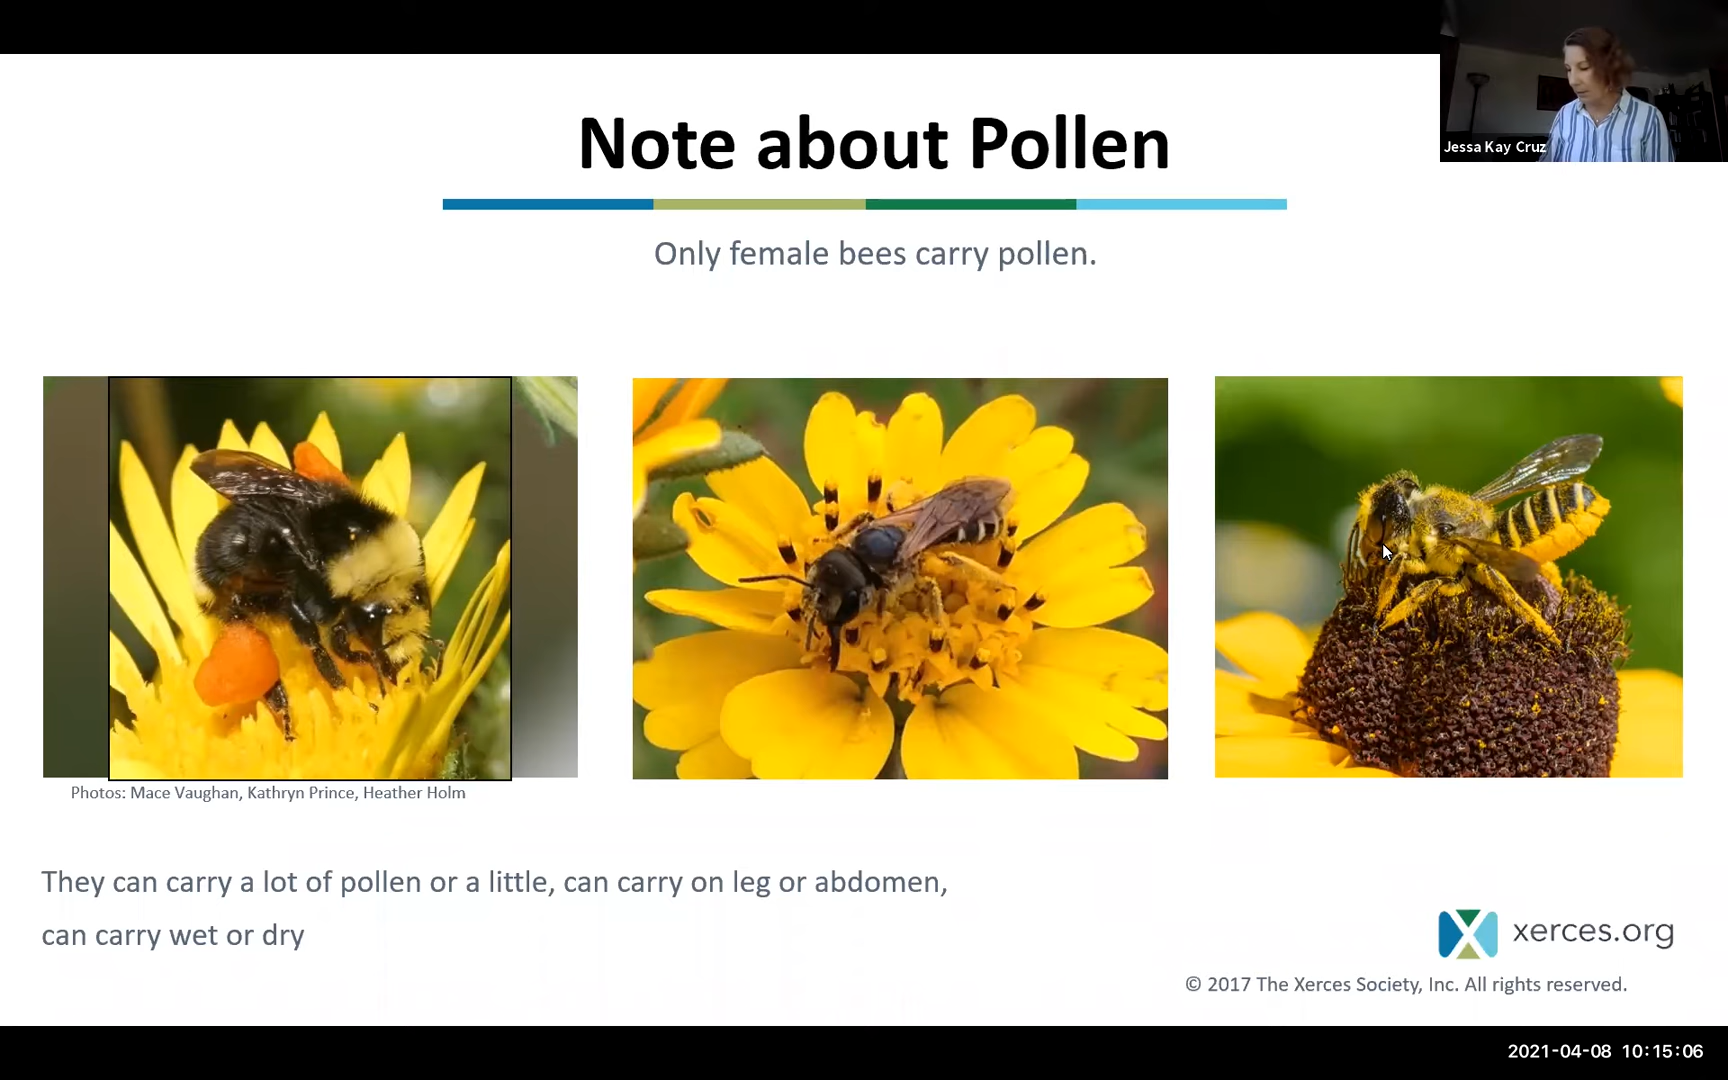 Note about Pollen
Jessa Kay Cruz
Only female bees carry pollen.
Photos: Mace Vaughan, Kathryn Prince, Heather Holm
They can carry a lot of pollen or a little, can carry on leg or abdomen,
can carry wet or dry
xerces.org
© 2017 The Xerces Society, Inc. All rights reserved.
2021-04-08 10:15:06